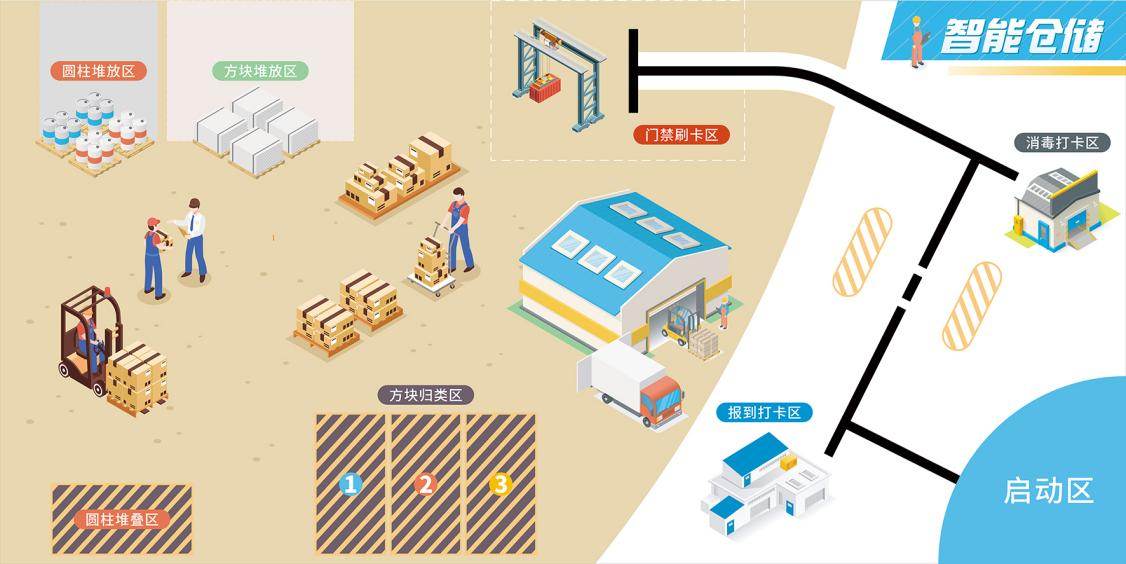 智能仓储
圆柱堆放区
方块堆放区
门禁刷卡区
消毒打卡区
方块归类区
报到打卡区
1
2
3
启动区
圆柱堆叠区